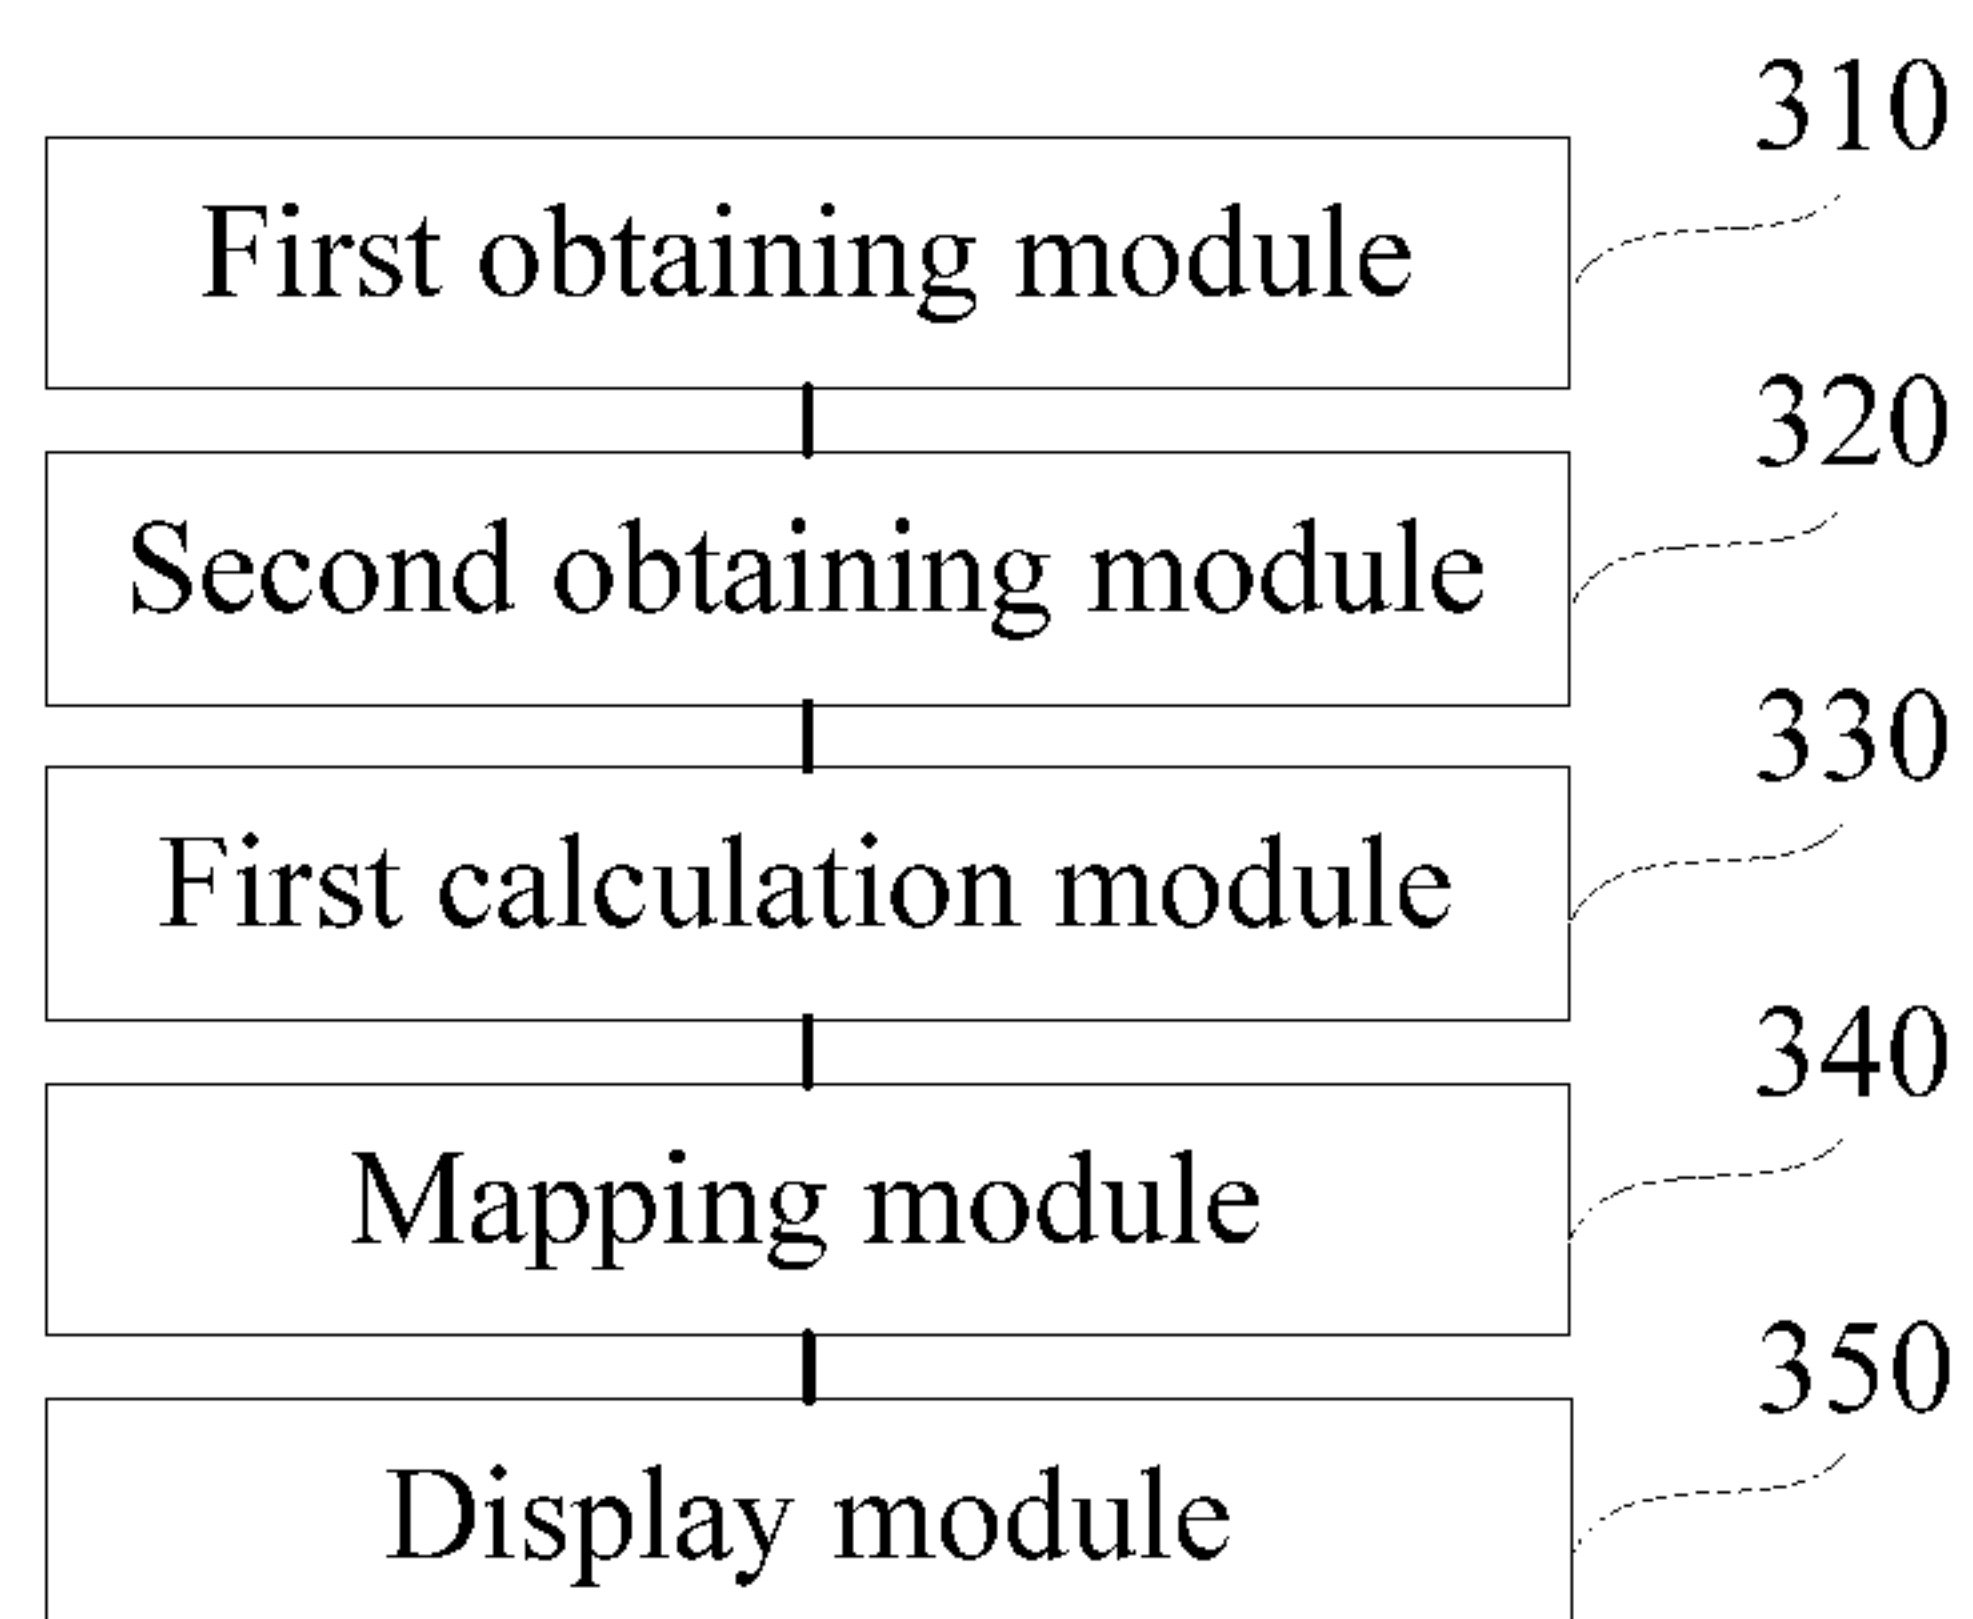 310
First obtaining module
320
Second obtaining module
330
First calculation module
340
Mapping module
350
Display module